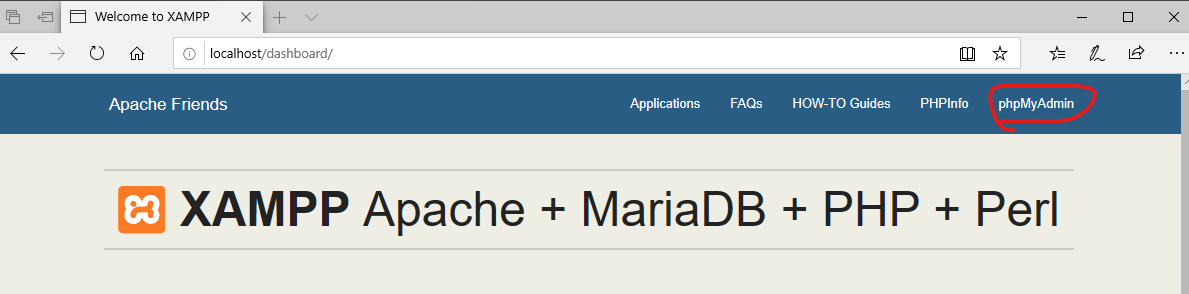 Welcome to XAMPP
localhost/dashboard/
Apache Friends Applications FAQs HOW-TO Guides PHPInfo phpMyAdmin
XAMPP Apache + MariaDB + PHP + Perl